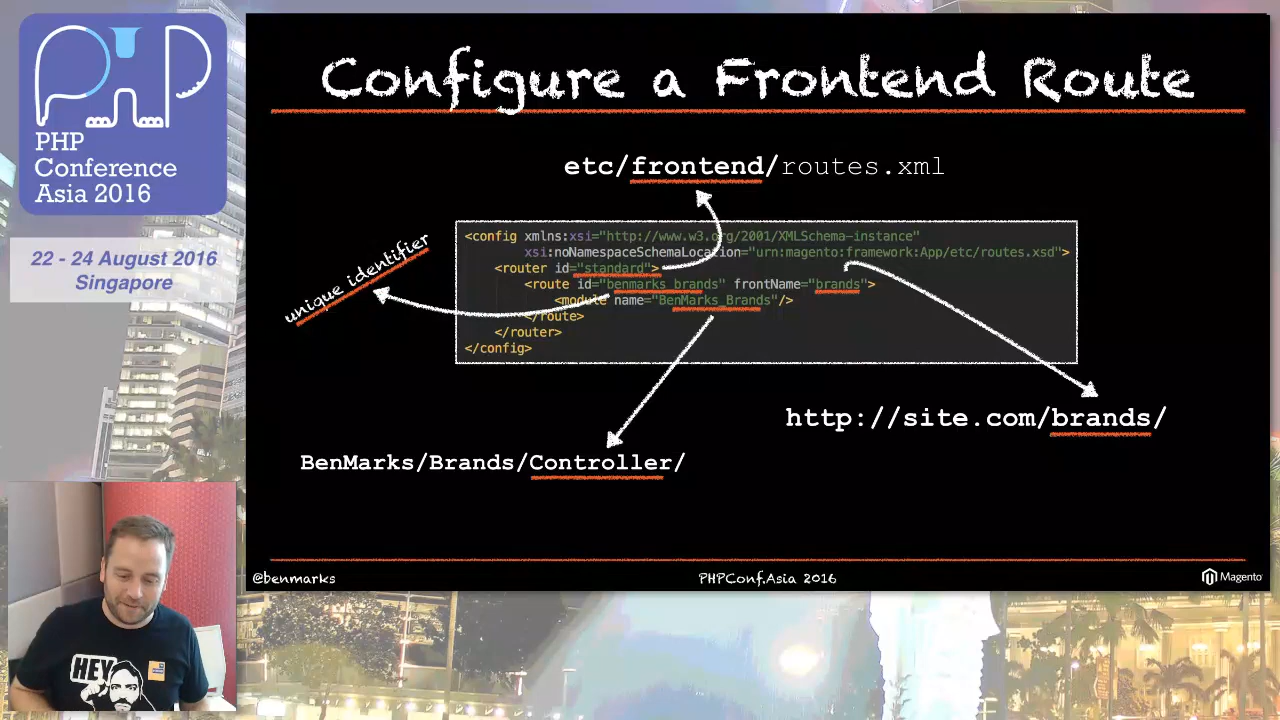 PHP
PHP
Conference
Asia 2016
22 - 24 August 2016
Singapore
Configure a Frontend Route
etc/frontend/routes.xml
unique identifier
<config xmlns:xsi="http://www.w3.org/2001/XMLSchema-instance"
xsi:noNamespaceSchemaLocation="urn:magento:framework:App/etc/routes.xsd">
<router id="standard">
<route id="benmarks_brands" frontName="brands">
<module name="BenMarks_Brands"/>
</route>
</router>
</config>
http://site.com/brands/
BenMarks/Brands/Controller/
@benmarks
PHPConf.Asia 2016
Magento
HEY